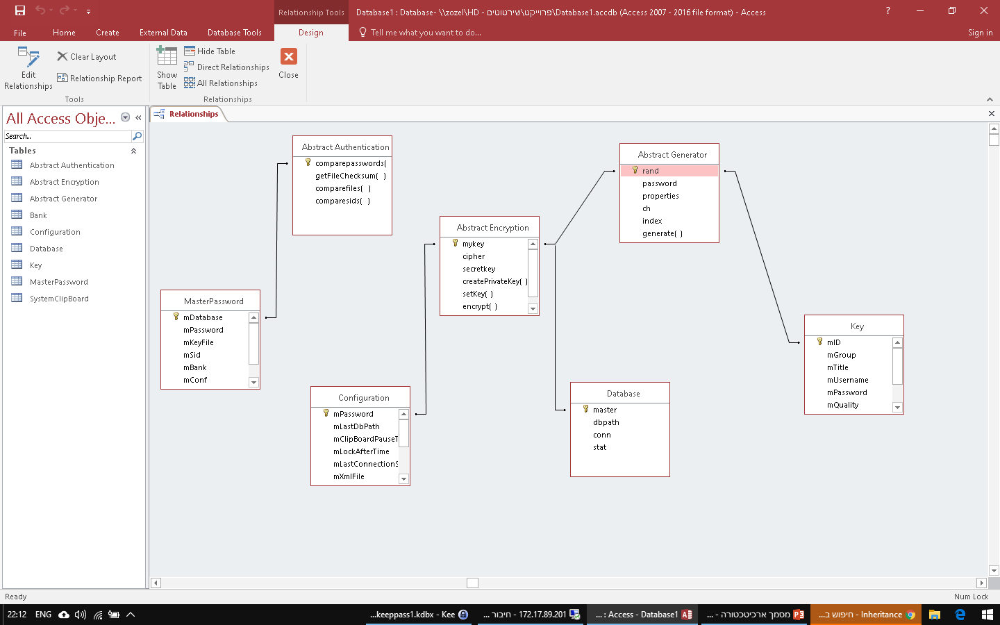 Relationship Tools
Database1 : Database- \\zozel\HD - פרוייקט\שירטוטים\Database1.accdb (Access 2007 - 2016 file format) - Access
?
File
Home
Create
External Data
Database Tools
Design
Tell me what you want to do...
Sign in
Edit Relationships
Clear Layout
Relationship Report
Tools
Show Table
Hide Table
Direct Relationships
All Relationships
Relationships
Close
All Access Obje...
Search...
Tables
Abstract Authentication
Abstract Encryption
Abstract Generator
Bank
Configuration
Database
Key
MasterPassword
SystemClipBoard
Relationships
Abstract Authentication
comparepasswords(
getFileChecksum( )
comparefiles( )
comparesids( )
Abstract Generator
rand
password
properties
ch
index
generate( )
Abstract Encryption
mykey
cipher
secretkey
createPrivateKey( )
setKey( )
encrypt( )
MasterPassword
mDatabase
mPassword
mKeyFile
mSid
mBank
mConf
Key
mID
mGroup
mTitle
mUsername
mPassword
mQuality
Configuration
mPassword
mLastDbPath
mClipBoardPauseT
mLockAfterTime
mLastConnectionS
mXmlFile
Database
master
dbpath
conn
stat
Ready
Num Lock
22:12
ENG
...keeppass1.kdbx - Kee
... חיבור - 172.17.89.201
... : Access - Database1
... - מסמך ארכיטכטורה
...חיפוש ב - Inheritance